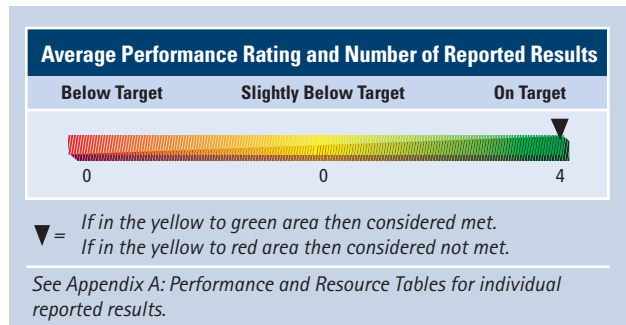 Average Performance Rating and Number of Reported Results
Below Target Slightly Below Target On Target
0 0 4
= If in the yellow to green area then considered met.
If in the yellow to red area then considered not met.
See Appendix A: Performance and Resource Tables for individual
reported results.